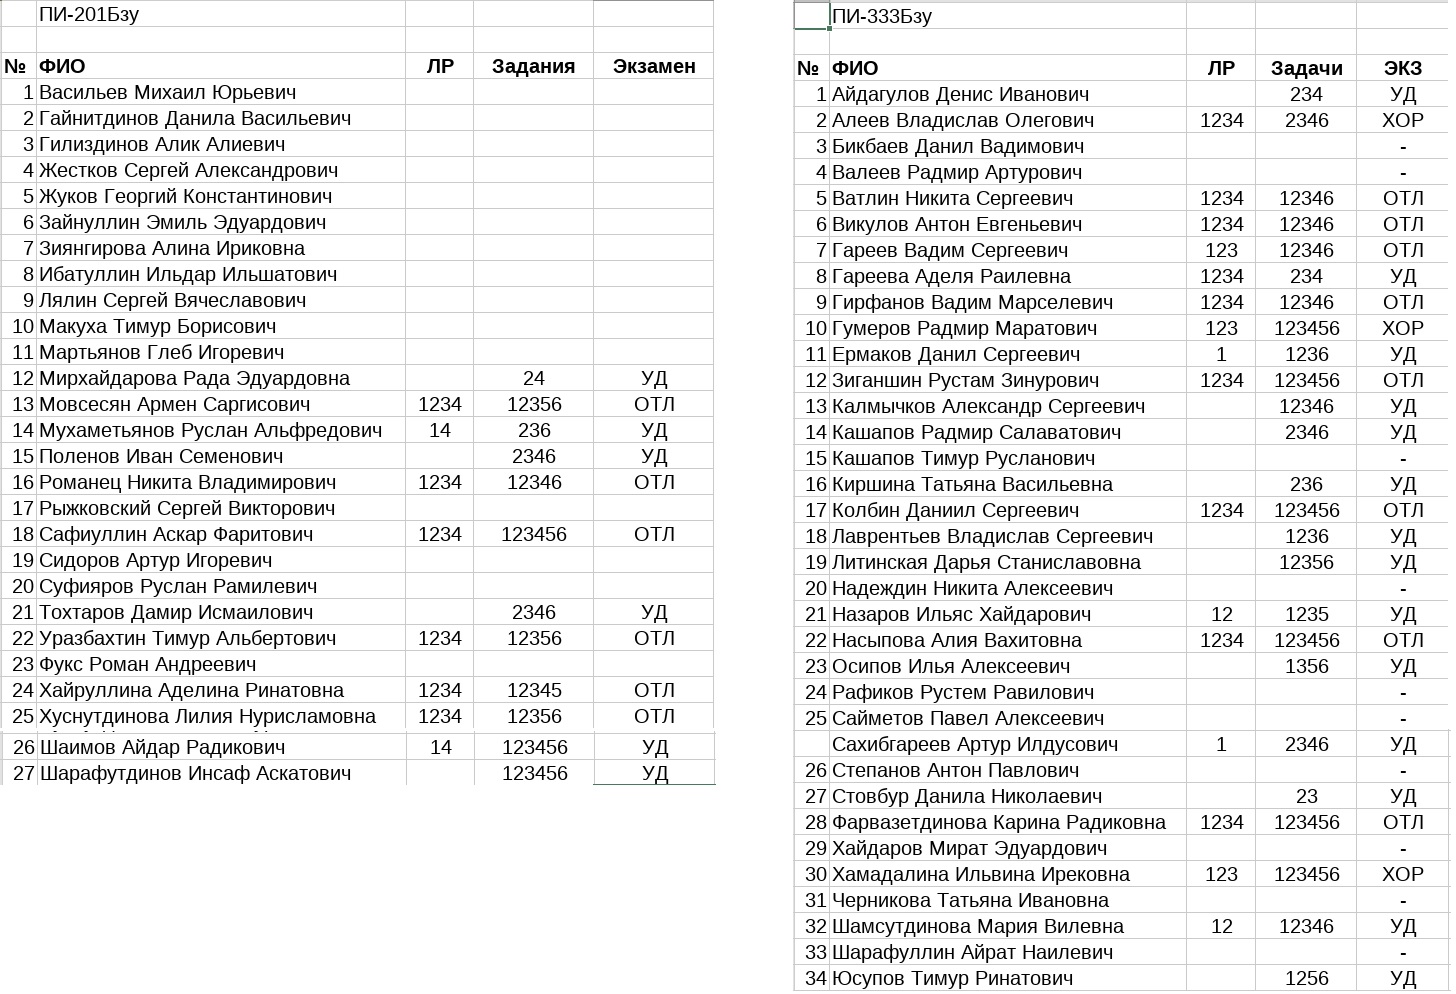 ПИ-201Бзу
№ ФИО ЛР Задания Экзамен
1 Васильев Михаил Юрьевич
2 Гайнитдинов Данила Васильевич
3 Гилиздинов Алик Алиевич
4 Жестков Сергей Александрович
5 Жуков Георгий Константинович
6 Зайнуллин Эмиль Эдуардович
7 Зиянгирова Алина Ириковна
8 Ибатуллин Ильдар Ильшатович
9 Лялин Сергей Вячеславович
10 Макуха Тимур Борисович
11 Мартьянов Глеб Игоревич
12 Мирхайдарова Рада Эдуардовна 24 УД
13 Мовсесян Армен Саргисович 1234 12356 ОТЛ
14 Мухаметьянов Руслан Альфредович 14 236 УД
15 Поленов Иван Семенович 2346 УД
16 Романец Никита Владимирович 1234 12346 ОТЛ
17 Рыжковский Сергей Викторович
18 Сафиуллин Аскар Фаритович 1234 123456 ОТЛ
19 Сидоров Артур Игоревич
20 Суфияров Руслан Рамилевич
21 Тохтаров Дамир Исмаилович 2346 УД
22 Уразбахтин Тимур Альбертович 1234 12356 ОТЛ
23 Фукс Роман Андреевич
24 Хайруллина Аделина Ринатовна 1234 12345 ОТЛ
25 Хуснутдинова Лилия Нурисламовна 1234 12356 ОТЛ
26 Шаимов Айдар Радикович 14 123456 УД
27 Шарафутдинов Инсаф Аскатович 123456 УД
ПИ-333Бзу
№ ФИО ЛР Задачи ЭКЗ
1 Айдагулов Денис Иванович 234 УД
2 Алеев Владислав Олегович 1234 2346 ХОР
3 Бикбаев Данил Вадимович -
4 Валеев Радмир Артурович -
5 Ватлин Никита Сергеевич 1234 12346 ОТЛ
6 Викулов Антон Евгеньевич 1234 12346 ОТЛ
7 Гареев Вадим Сергеевич 123 12346 ОТЛ
8 Гареева Аделя Раилевна 1234 234 УД
9 Гирфанов Вадим Марселевич 1234 12346 ОТЛ
10 Гумеров Радмир Маратович 123 123456 ХОР
11 Ермаков Данил Сергеевич 1 1236 УД
12 Зиганшин Рустам Зинурович 1234 123456 ОТЛ
13 Калмычков Александр Сергеевич 12346 УД
14 Кашапов Радмир Салаватович 2346 УД
15 Кашапов Тимур Русланович -
16 Киршина Татьяна Васильевна 236 УД
17 Колбин Даниил Сергеевич 1234 123456 ОТЛ
18 Лаврентьев Владислав Сергеевич 1236 УД
19 Литинская Дарья Станиславовна 12356 УД
20 Надеждин Никита Алексеевич -
21 Назаров Ильяс Хайдарович 12 1235 УД
22 Насыпова Алия Вахитовна 1234 123456 ОТЛ
23 Осипов Илья Алексеевич 1356 УД
24 Рафиков Рустем Равилович -
25 Сайметов Павел Алексеевич -
Сахибгареев Артур Илдусович 1 2346 УД
26 Степанов Антон Павлович -
27 Стовбур Данила Николаевич 23 УД
28 Фарвазетдинова Карина Радиковна 1234 123456 ОТЛ
29 Хайдаров Мират Эдуардович -
30 Хамадалина Ильвина Ирековна 123 123456 ХОР
31 Черникова Татьяна Ивановна -
32 Шамсутдинова Мария Вилевна 12 12346 УД
33 Шарафуллин Айрат Наилевич -
34 Юсупов Тимур Ринатович 1256 УД